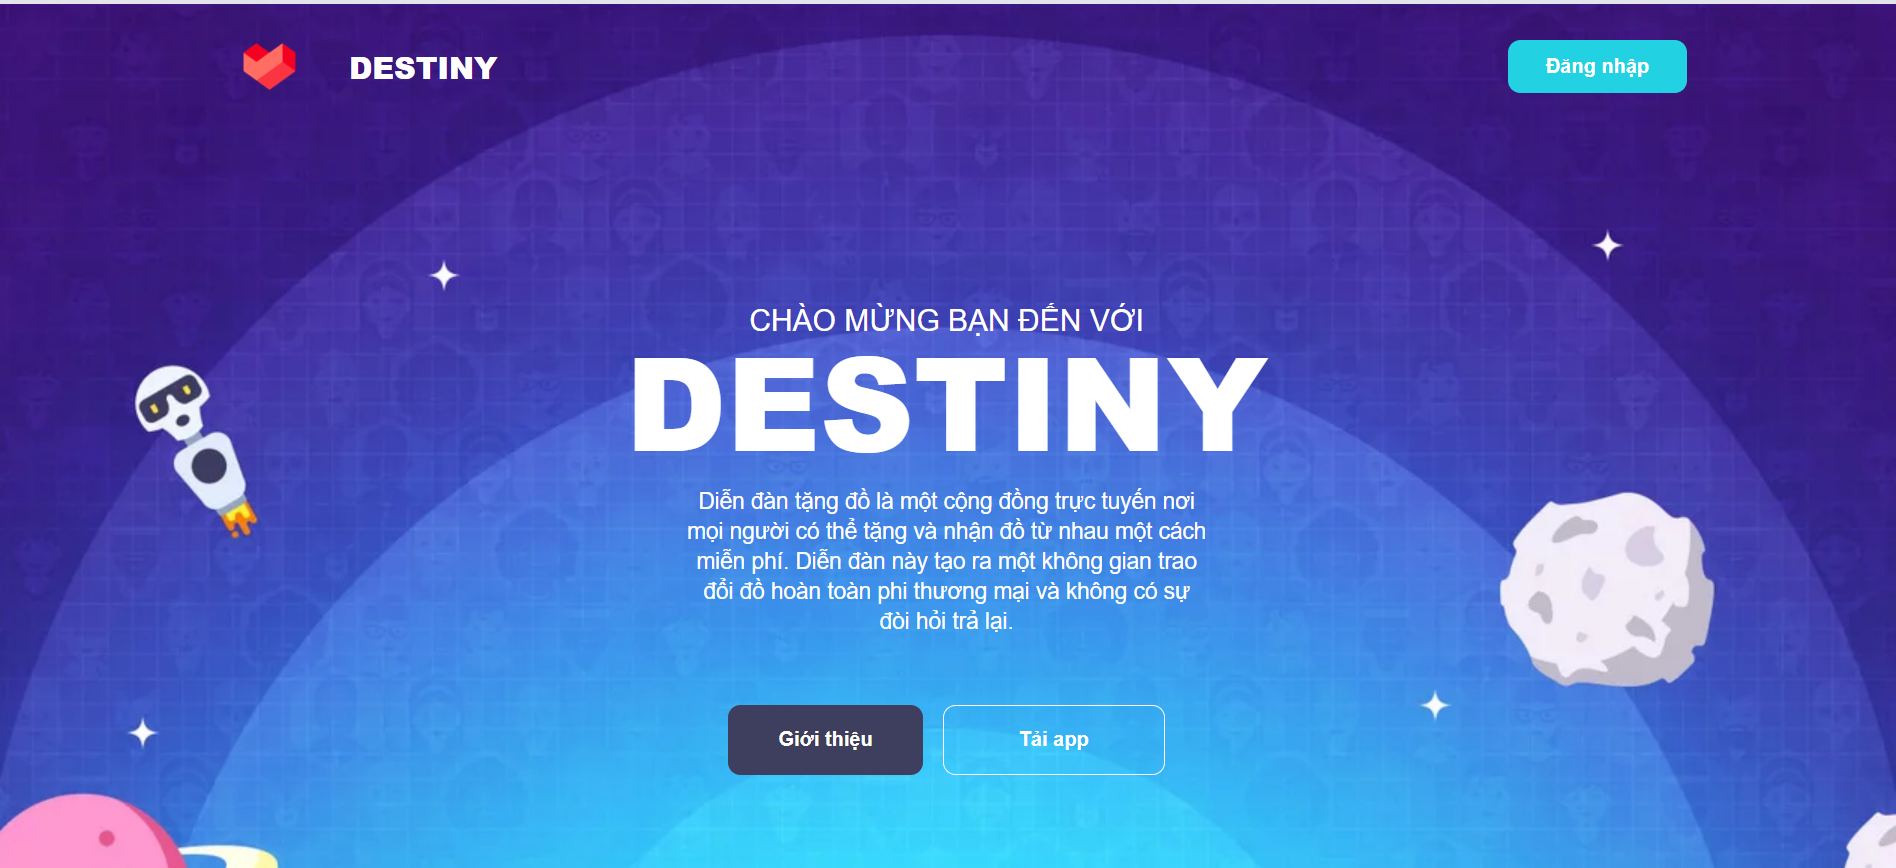 DESTINY
Đăng nhập
CHÀO MỪNG BẠN ĐẾN VỚI
DESTINY
Diễn đàn tặng đồ là một cộng đồng trực tuyến nơi
mọi người có thể tặng và nhận đồ từ nhau một cách
miễn phí. Diễn đàn này tạo ra một không gian trao
đổi đồ hoàn toàn phi thương mại và không có sự
đòi hỏi trả lại.
Giới thiệu
Tải app